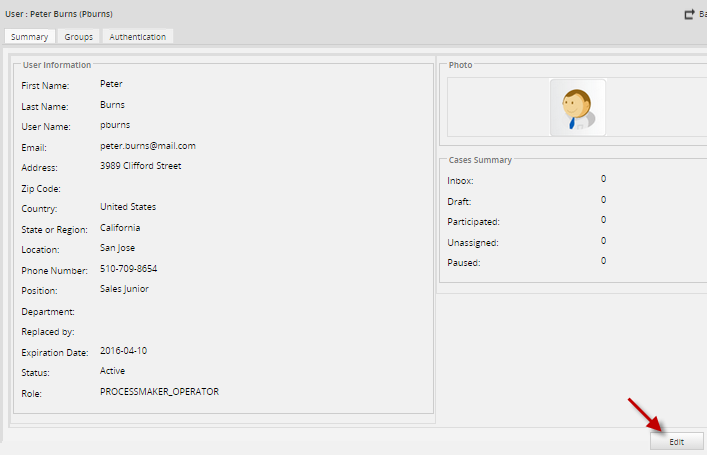 User : Peter Burns (Pburns)
Summary Groups Authentication
User Information
First Name: Peter
Last Name: Burns
User Name: pburns
Email: peter.burns@mail.com
Address: 3989 Clifford Street
Zip Code:
Country: United States
State or Region: California
Location: San Jose
Phone Number: 510-709-8654
Position: Sales Junior
Department:
Replaced by:
Expiration Date: 2016-04-10
Status: Active
Role: PROCESSMAKER_OPERATOR
Photo
Cases Summary
Inbox: 0
Draft: 0
Participated: 0
Unassigned: 0
Paused: 0
Edit